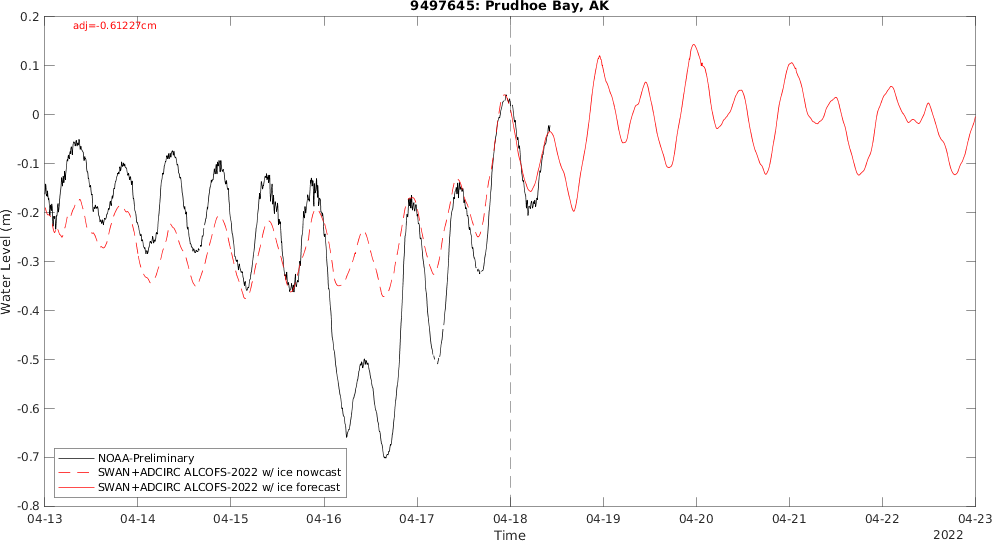 9497645: Prudhoe Bay, AK
adj=-0.61227cm
0.2
0.1
0
-0.1
-0.2
-0.3
-0.4
-0.5
-0.6
-0.7
-0.8
Water Level (m)
NOAA-Preliminary
SWAN+ADCIRC ALCOFS-2022 w/ ice nowcast
SWAN+ADCIRC ALCOFS-2022 w/ ice forecast
04-13 04-14 04-15 04-16 04-17 04-18 04-19 04-20 04-21 04-22 04-23
Time
2022